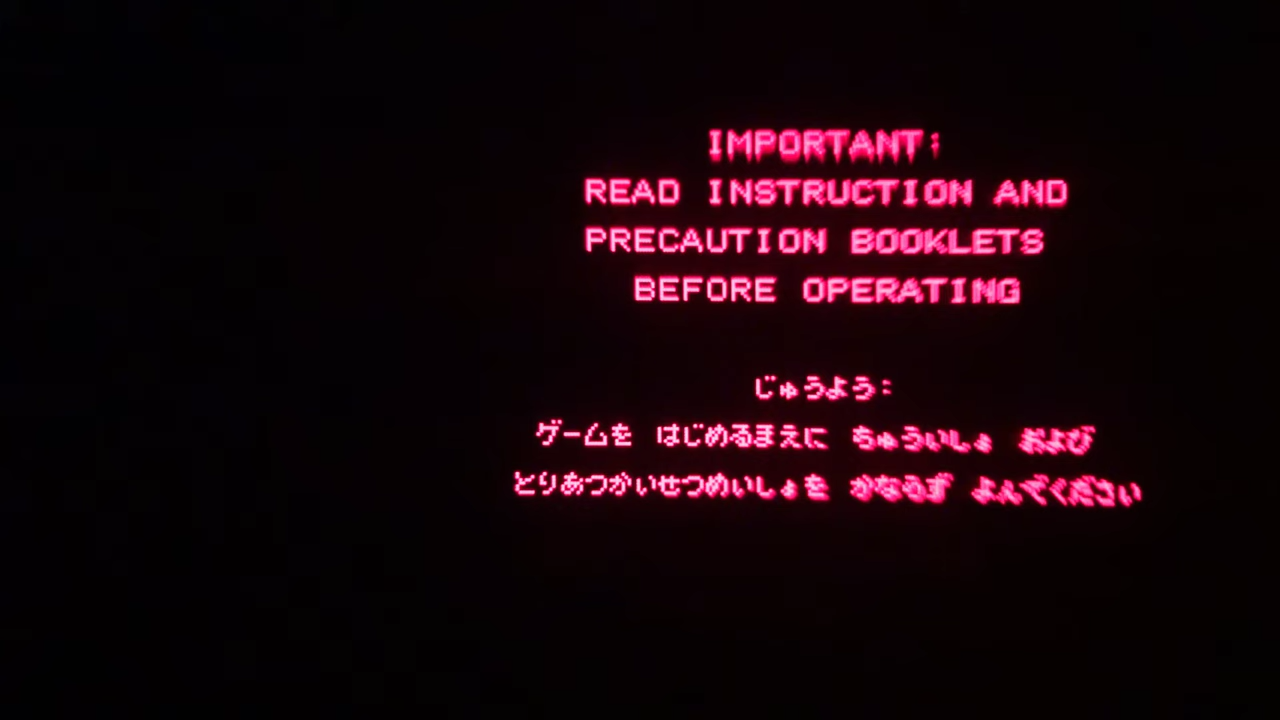 IMPORTANT:
READ INSTRUCTION AND
PRECAUTION BOOKLETS
BEFORE OPERATING
じゅうよう:
ゲームを はじめるまえに ちゅういしょ および
とりあつかいせつめいしょを かならず よんでください